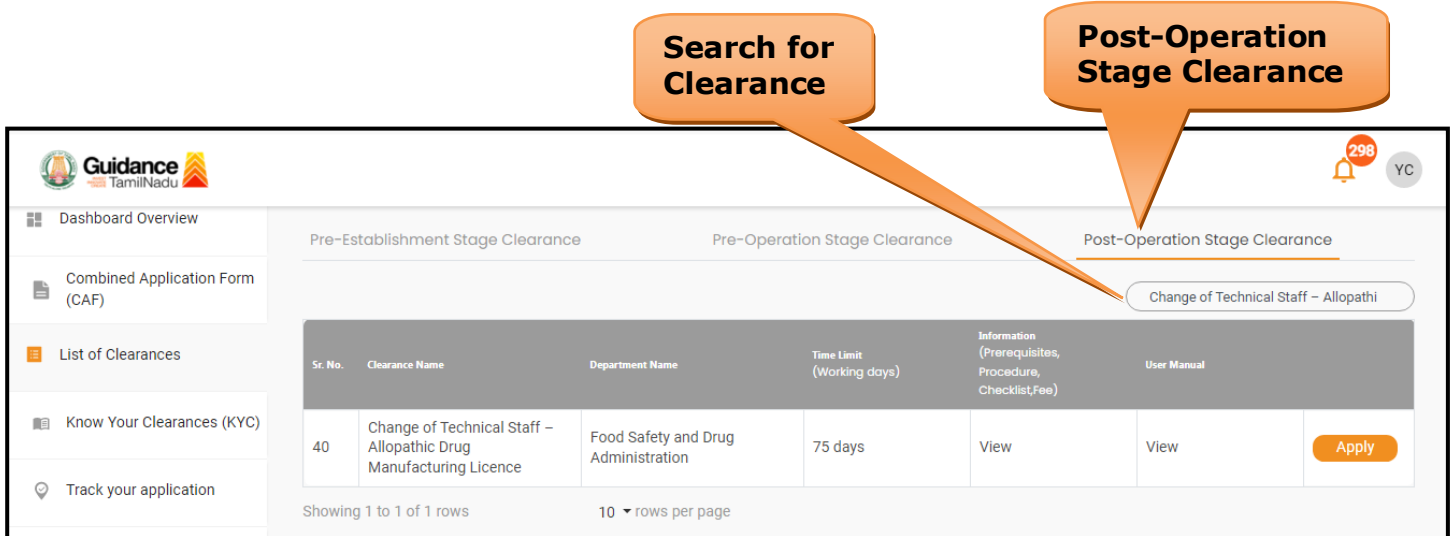 Search for
Clearance
Post-Operation
Stage Clearance
Guidance
TamilNadu
298
YC
Dashboard Overview
Combined Application Form
(CAF)
List of Clearances
Know Your Clearances (KYC)
Track your application
Pre-Establishment Stage Clearance
Pre-Operation Stage Clearance
Post-Operation Stage Clearance
Change of Technical Staff – Allopathi
Sr. No.
Clearance Name
Department Name
Time Limit
(Working days)
Information
(Prerequisites,
Procedure,
Checklist,Fee)
User Manual
40
Change of Technical Staff –
Allopathic Drug
Manufacturing Licence
Food Safety and Drug
Administration
75 days
View
View
Apply
Showing 1 to 1 of 1 rows
10 rows per page